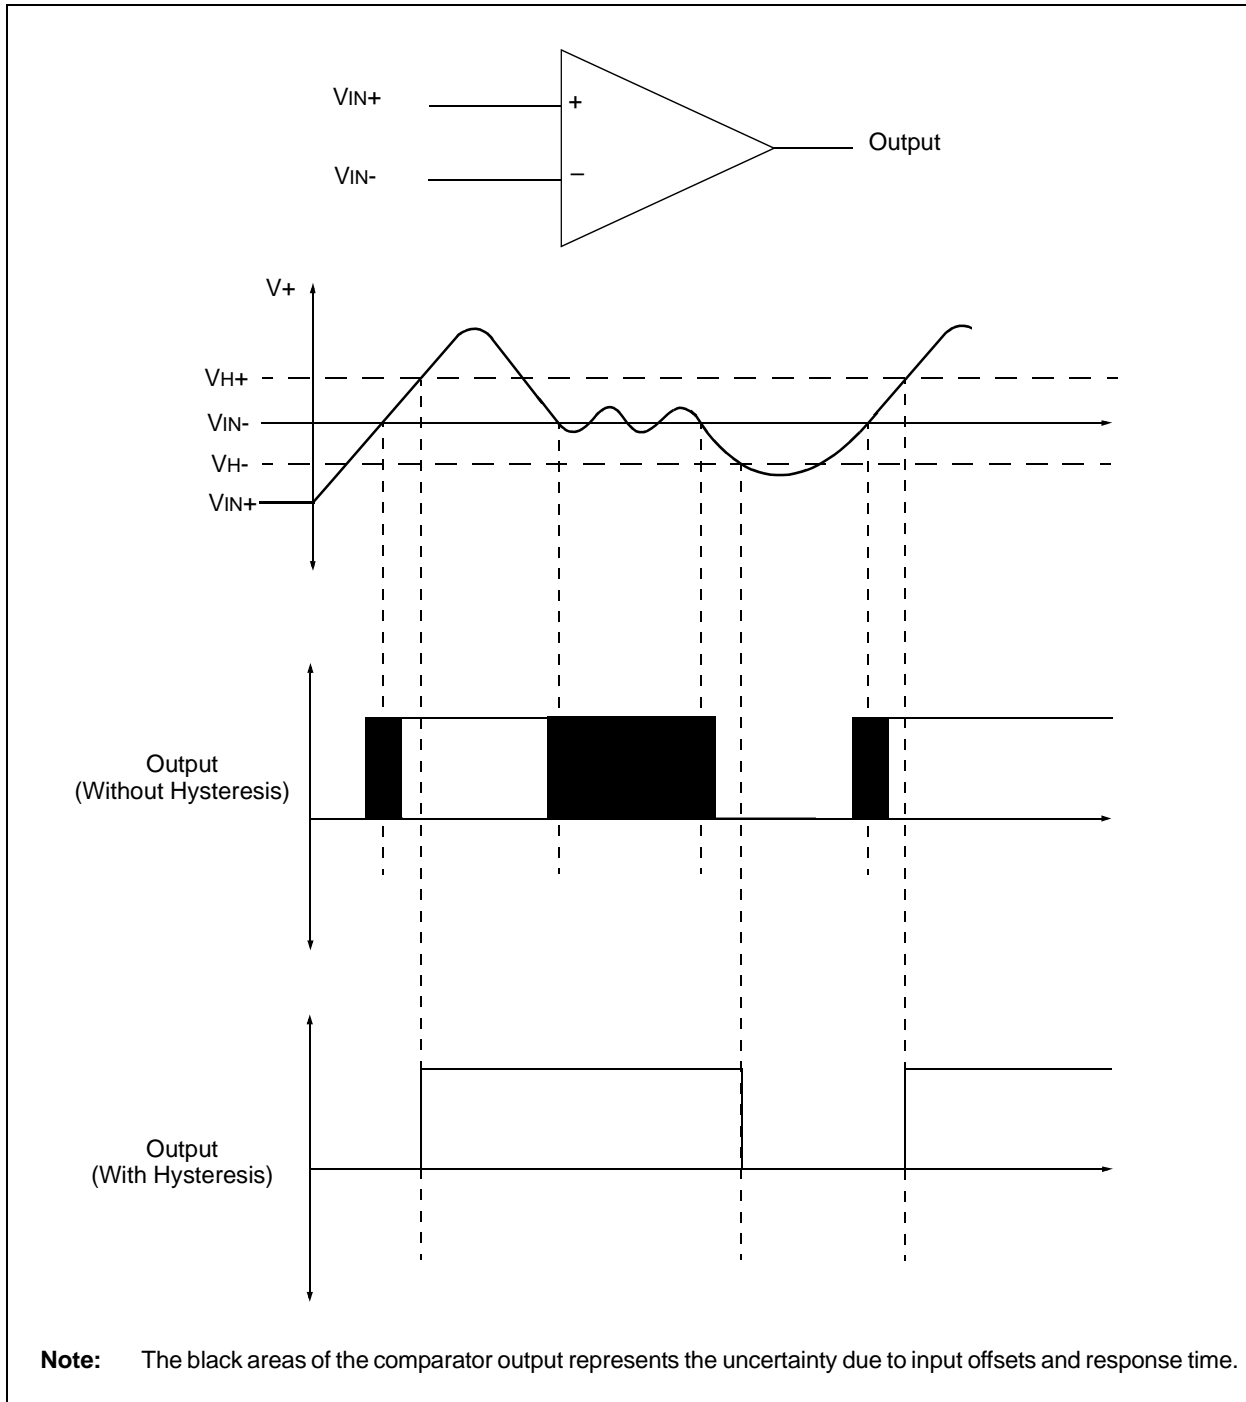 VIN+
+
Output
VIN-
–
V+
VH+
VIN-
VH-
VIN+
Output
(Without Hysteresis)
Output
(With Hysteresis)
Note: The black areas of the comparator output represents the uncertainty due to input offsets and response time.